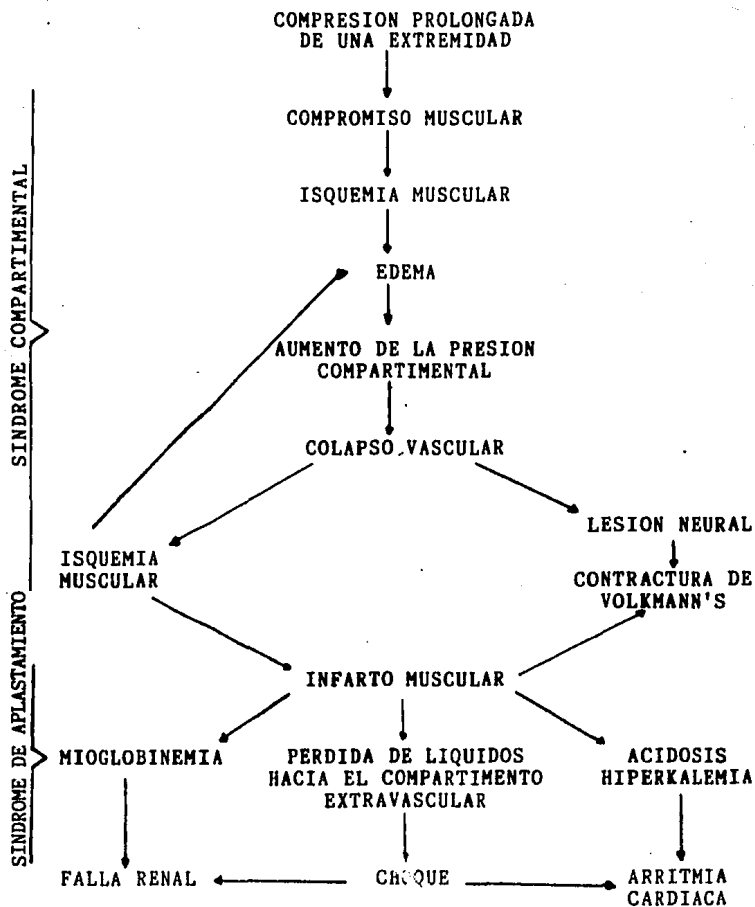 COMPRESION PROLONGADA
DE UNA EXTREMIDAD
COMPROMISO MUSCULAR
ISQUEMIA MUSCULAR
EDEMA
AUMENTO DE LA PRESION
COMPARTIMENTAL
COLAPSO VASCULAR
LESION NEURAL
ISQUEMIA
MUSCULAR
CONTRACTURA DE
VOLKMANN'S
INFARTO MUSCULAR
MIOGLOBINEMIA
PERDIDA DE LIQUIDOS
HACIA EL COMPARTIMENTO
EXTRAVASCULAR
ACIDOSIS
HIPERKALEMIA
FALLA RENAL
CHOQUE
ARRITMIA
CARDIACA
SINDROME COMPARTIMENTAL
SINDROME DE APLASTAMIENTO